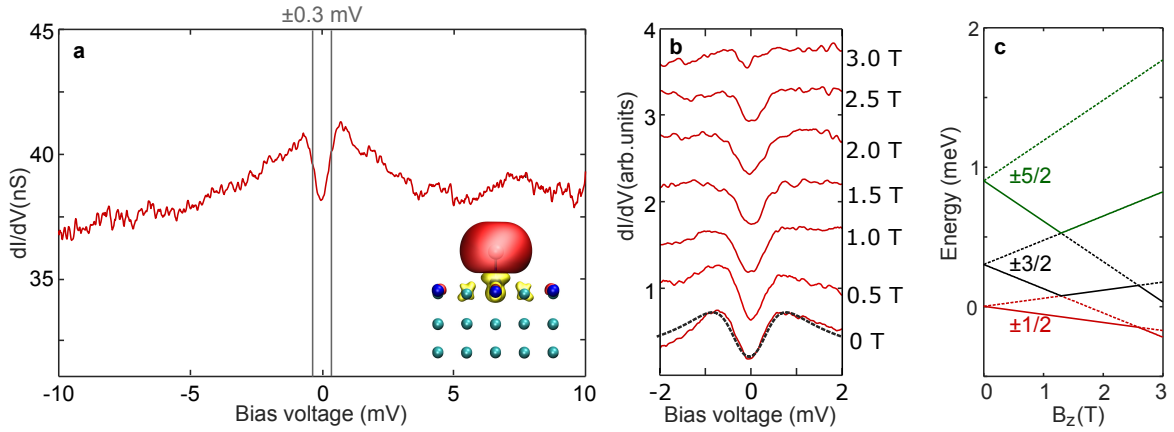 ±0.3 mV
a
45
40
35
dI/dV(nS)
-10
-5
0
5
10
Bias voltage (mV)
b
4
3
2
1
dI/dV(arb.units)
3.0 T
2.5 T
2.0 T
1.5 T
1.0 T
0.5 T
0 T
-2
-1
0
1
2
Bias voltage (mV)
c
2
1
0
Energy (meV)
±5/2
±3/2
±1/2
0
1
2
3
Bz(T)